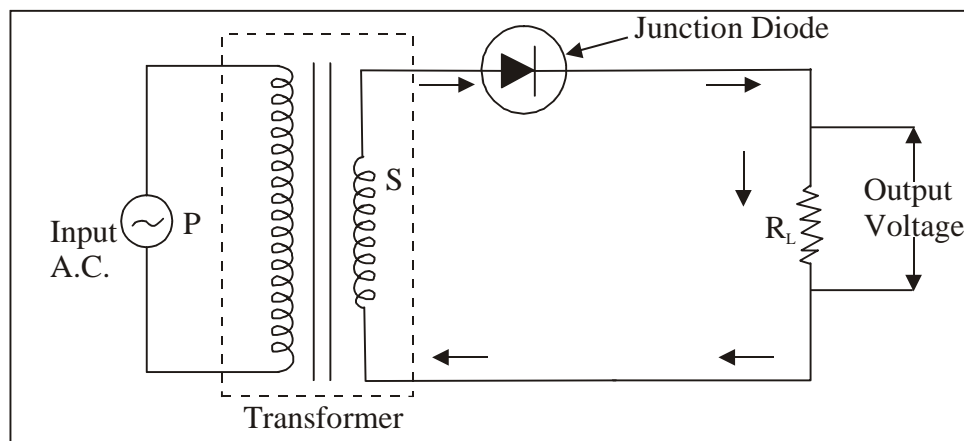 Junction Diode
S
P
Input
A.C.
R_L
Output
Voltage
Transformer